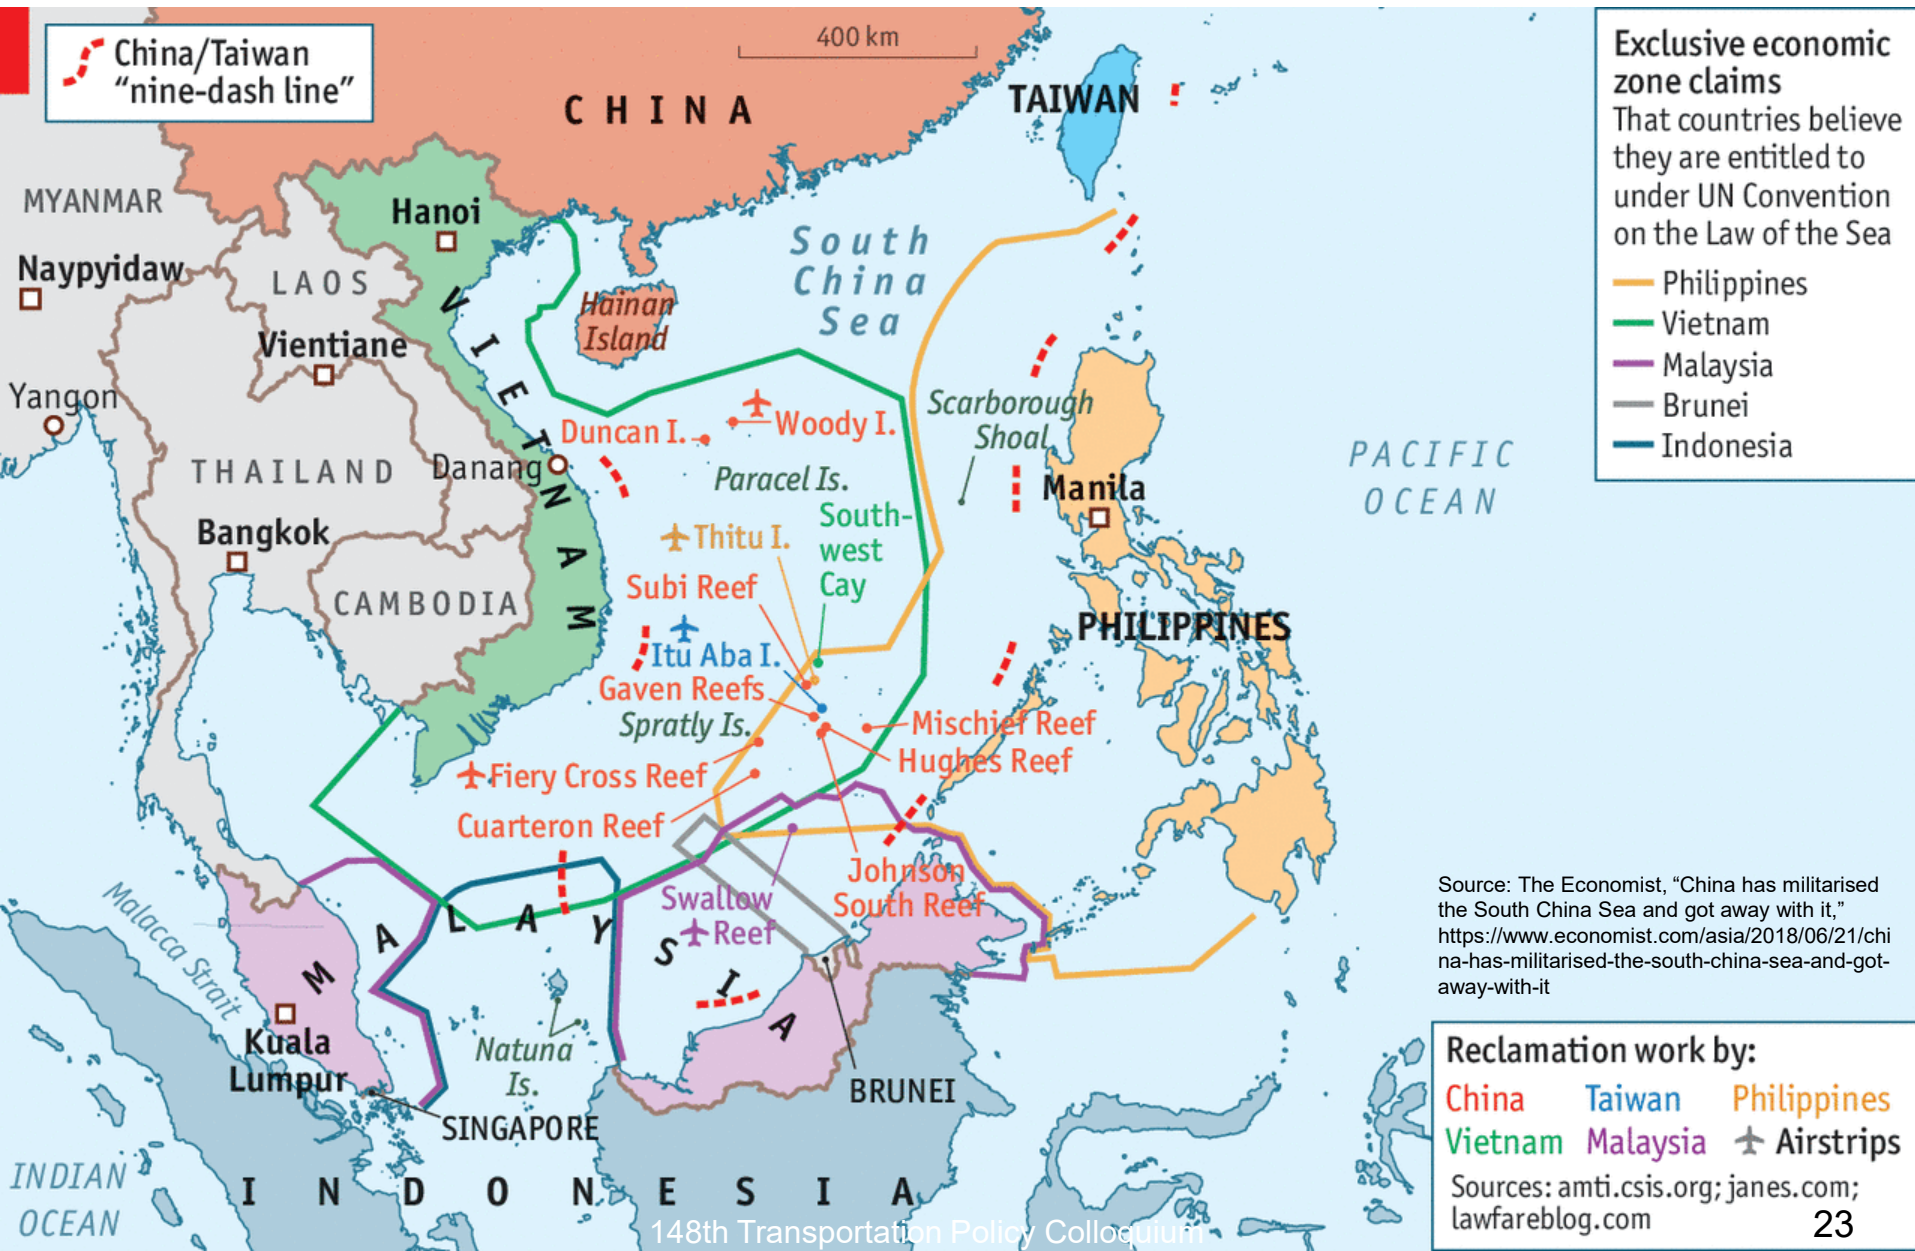 China/Taiwan
“nine-dash line”
400 km
CHINA
TAIWAN
MYANMAR
Hanoi
Naypyidaw
LAOS
South
China
Sea
Hainan
Island
Vientiane
VIETNAM
Yangon
THAILAND
Danang
Bangkok
CAMBODIA
Duncan I.
Woody I.
Paracel Is.
Scarborough
Shoal
Manila
PACIFIC
OCEAN
Thitu I.
South-
west
Cay
Subi Reef
Itu Aba I.
Gaven Reefs
Spratly Is.
PHILIPPINES
Mischief Reef
Hughes Reef
Fiery Cross Reef
Cuarteron Reef
Johnson
South Reef
Swallow
Reef
Malacca Strait
MALAYSIA
Kuala
Lumpur
Natuna
Is.
SINGAPORE
BRUNEI
INDIAN
OCEAN
INDONESIA
148th Transportation Policy Colloquium
Exclusive economic
zone claims
That countries believe
they are entitled to
under UN Convention
on the Law of the Sea
Philippines
Vietnam
Malaysia
Brunei
Indonesia
Source: The Economist, “China has militarised
the South China Sea and got away with it,”
https://www.economist.com/asia/2018/06/21/chi
na-has-militarised-the-south-china-sea-and-got-
away-with-it
Reclamation work by:
China Taiwan Philippines
Vietnam Malaysia Airstrips
Sources: amti.csis.org; janes.com;
lawfareblog.com
23